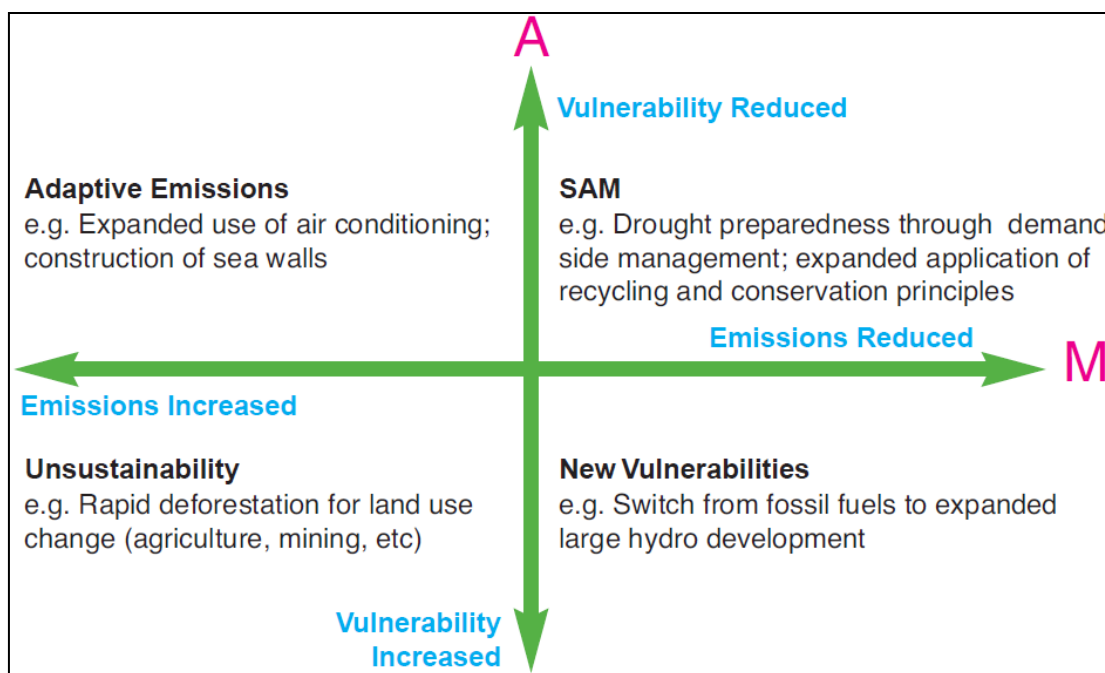 A
Vulnerability Reduced
Adaptive Emissions
e.g. Expanded use of air conditioning;
construction of sea walls
SAM
e.g. Drought preparedness through demand
side management; expanded application of
recycling and conservation principles
Emissions Reduced
M
Emissions Increased
Unsustainability
e.g. Rapid deforestation for land use
change (agriculture, mining, etc)
New Vulnerabilities
e.g. Switch from fossil fuels to expanded
large hydro development
Vulnerability
Increased